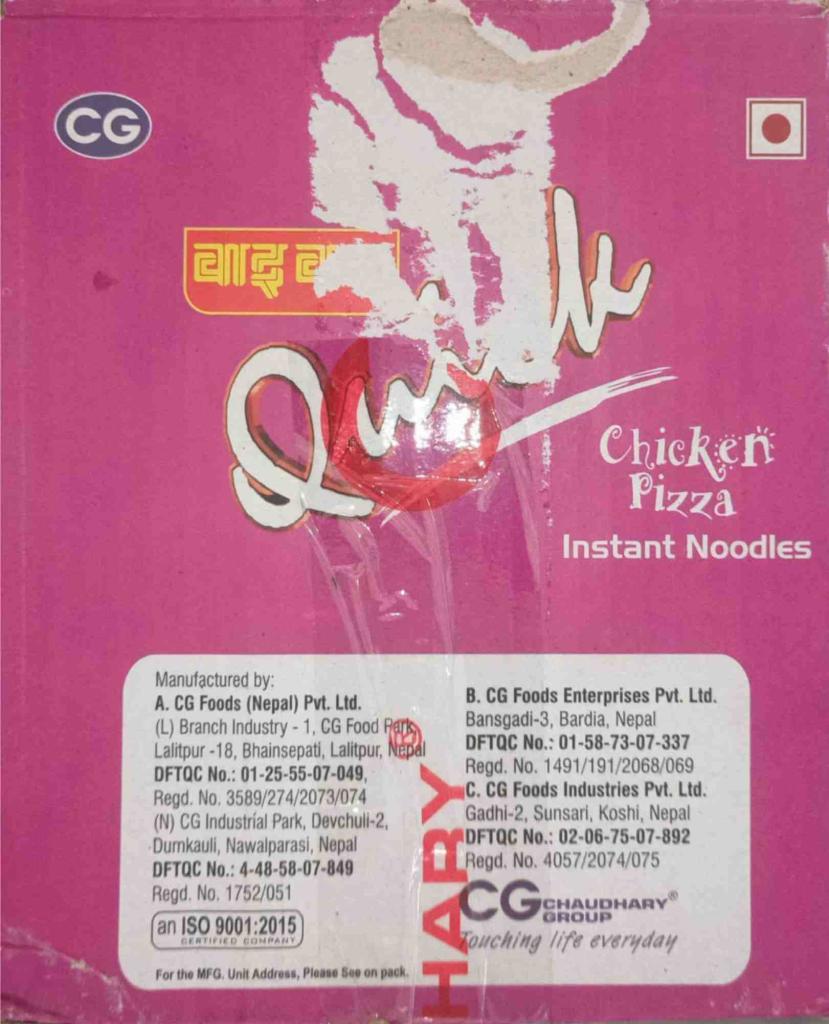 CG
वाइ
Quick
Chicken
Pizza
Instant Noodles
Manufactured by:
A. CG Foods (Nepal) Pvt. Ltd.
(L) Branch Industry - 1, CG Food Park,
Lalitpur -18, Bhainsepati, Lalitpur, Nepal
DFTQC No.: 01-25-55-07-049,
Regd. No. 3589/274/2073/074
(N) CG Industrial Park, Devchuli-2,
Dumkauli, Nawalparasi, Nepal
DFTQC No.: 4-48-58-07-849
Regd. No. 1752/051
an ISO 9001:2015
CERTIFIED COMPANY
For the MFG. Unit Address, Please See on pack.
B. CG Foods Enterprises Pvt. Ltd.
Bansgadi-3, Bardia, Nepal
DFTQC No.: 01-58-73-07-337
Regd. No. 1491/191/2068/069
C. CG Foods Industries Pvt. Ltd.
Gadhi-2, Sunsari, Koshi, Nepal
DFTQC No.: 02-06-75-07-892
Regd. No. 4057/2074/075
CG CHAUDHARY®
GROUP
Touching life everyday
HARY®